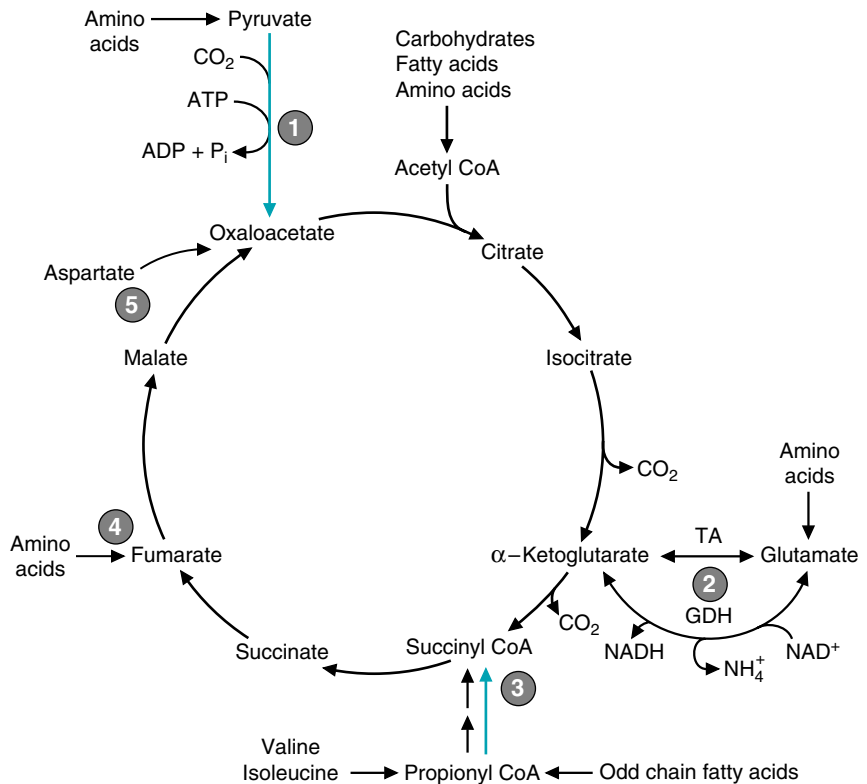 Amino
acids
Pyruvate
CO₂
ATP
ADP + Pᵢ
1
Carbohydrates
Fatty acids
Amino acids
Acetyl CoA
Oxaloacetate
Citrate
Aspartate
5
Malate
Isocitrate
CO₂
Amino
acids
4
Amino
acids
Fumarate
α–Ketoglutarate
TA
Glutamate
2
GDH
CO₂
NADH
NH₄⁺
NAD⁺
Succinate
Succinyl CoA
3
Valine
Isoleucine
Propionyl CoA
Odd chain fatty acids